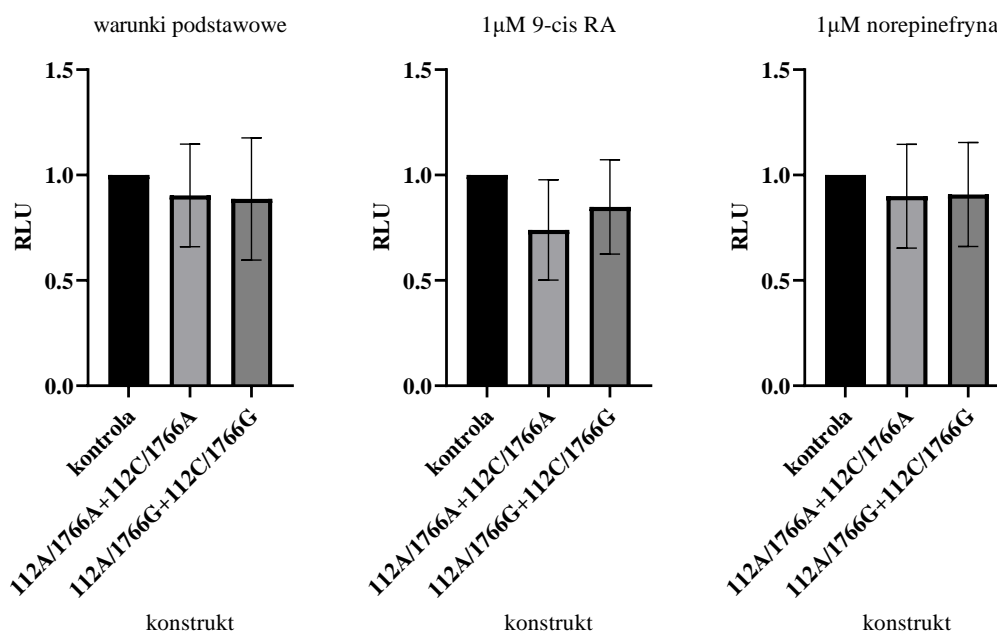 warunki podstawowe
1.5
1.0
0.5
0.0
RLU
kontrola
112A/1766A+112C/1766A
112A/1766G+112C/1766G
konstrukt
1μM 9-cis RA
1.5
1.0
0.5
0.0
RLU
kontrola
112A/1766A+112C/1766A
112A/1766G+112C/1766G
konstrukt
1μM norepinefryna
1.5
1.0
0.5
0.0
RLU
kontrola
112A/1766A+112C/1766A
112A/1766G+112C/1766G
konstrukt